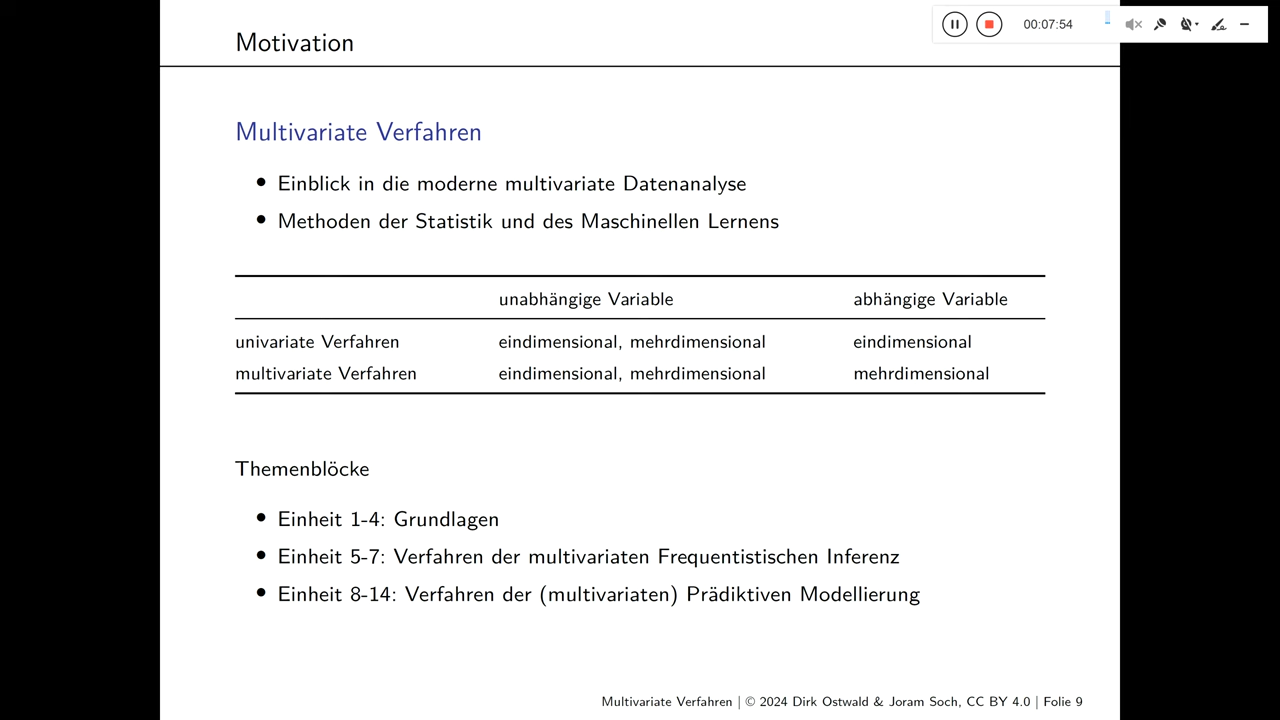 00:07:54
Motivation
Multivariate Verfahren
• Einblick in die moderne multivariate Datenanalyse
• Methoden der Statistik und des Maschinellen Lernens
unabhängige Variable abhängige Variable
univariate Verfahren eindimensional, mehrdimensional eindimensional
multivariate Verfahren eindimensional, mehrdimensional mehrdimensional
Themenblöcke
• Einheit 1-4: Grundlagen
• Einheit 5-7: Verfahren der multivariaten Frequentistischen Inferenz
• Einheit 8-14: Verfahren der (multivariaten) Prädiktiven Modellierung
Multivariate Verfahren | © 2024 Dirk Ostwald & Joram Soch, CC BY 4.0 | Folie 9